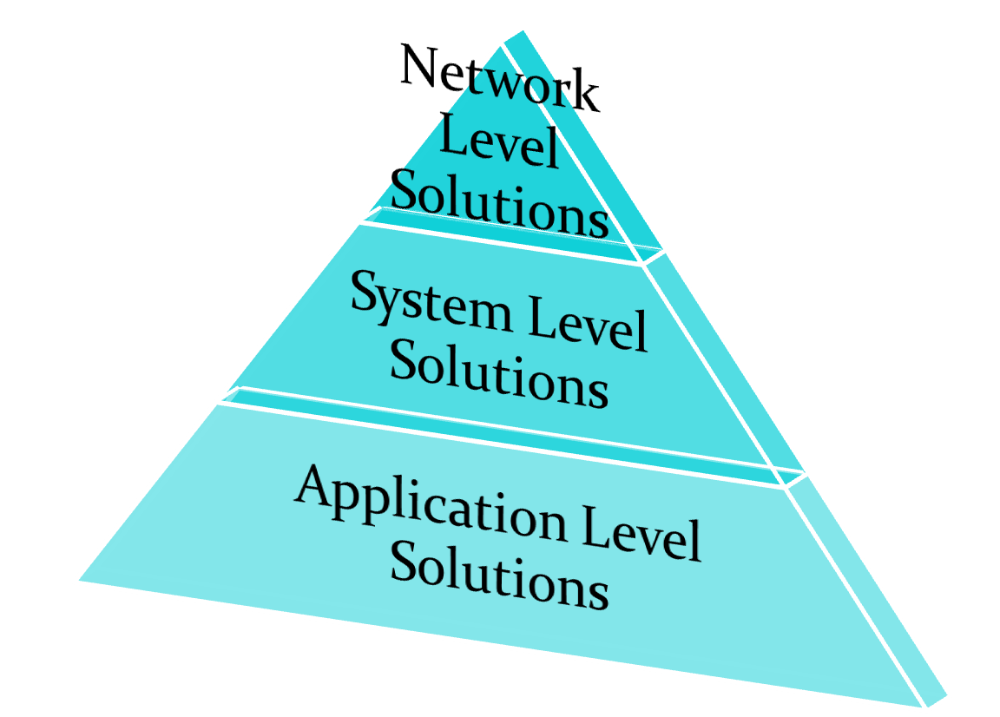 Network
Level
Solutions
System Level
Solutions
Application Level
Solutions